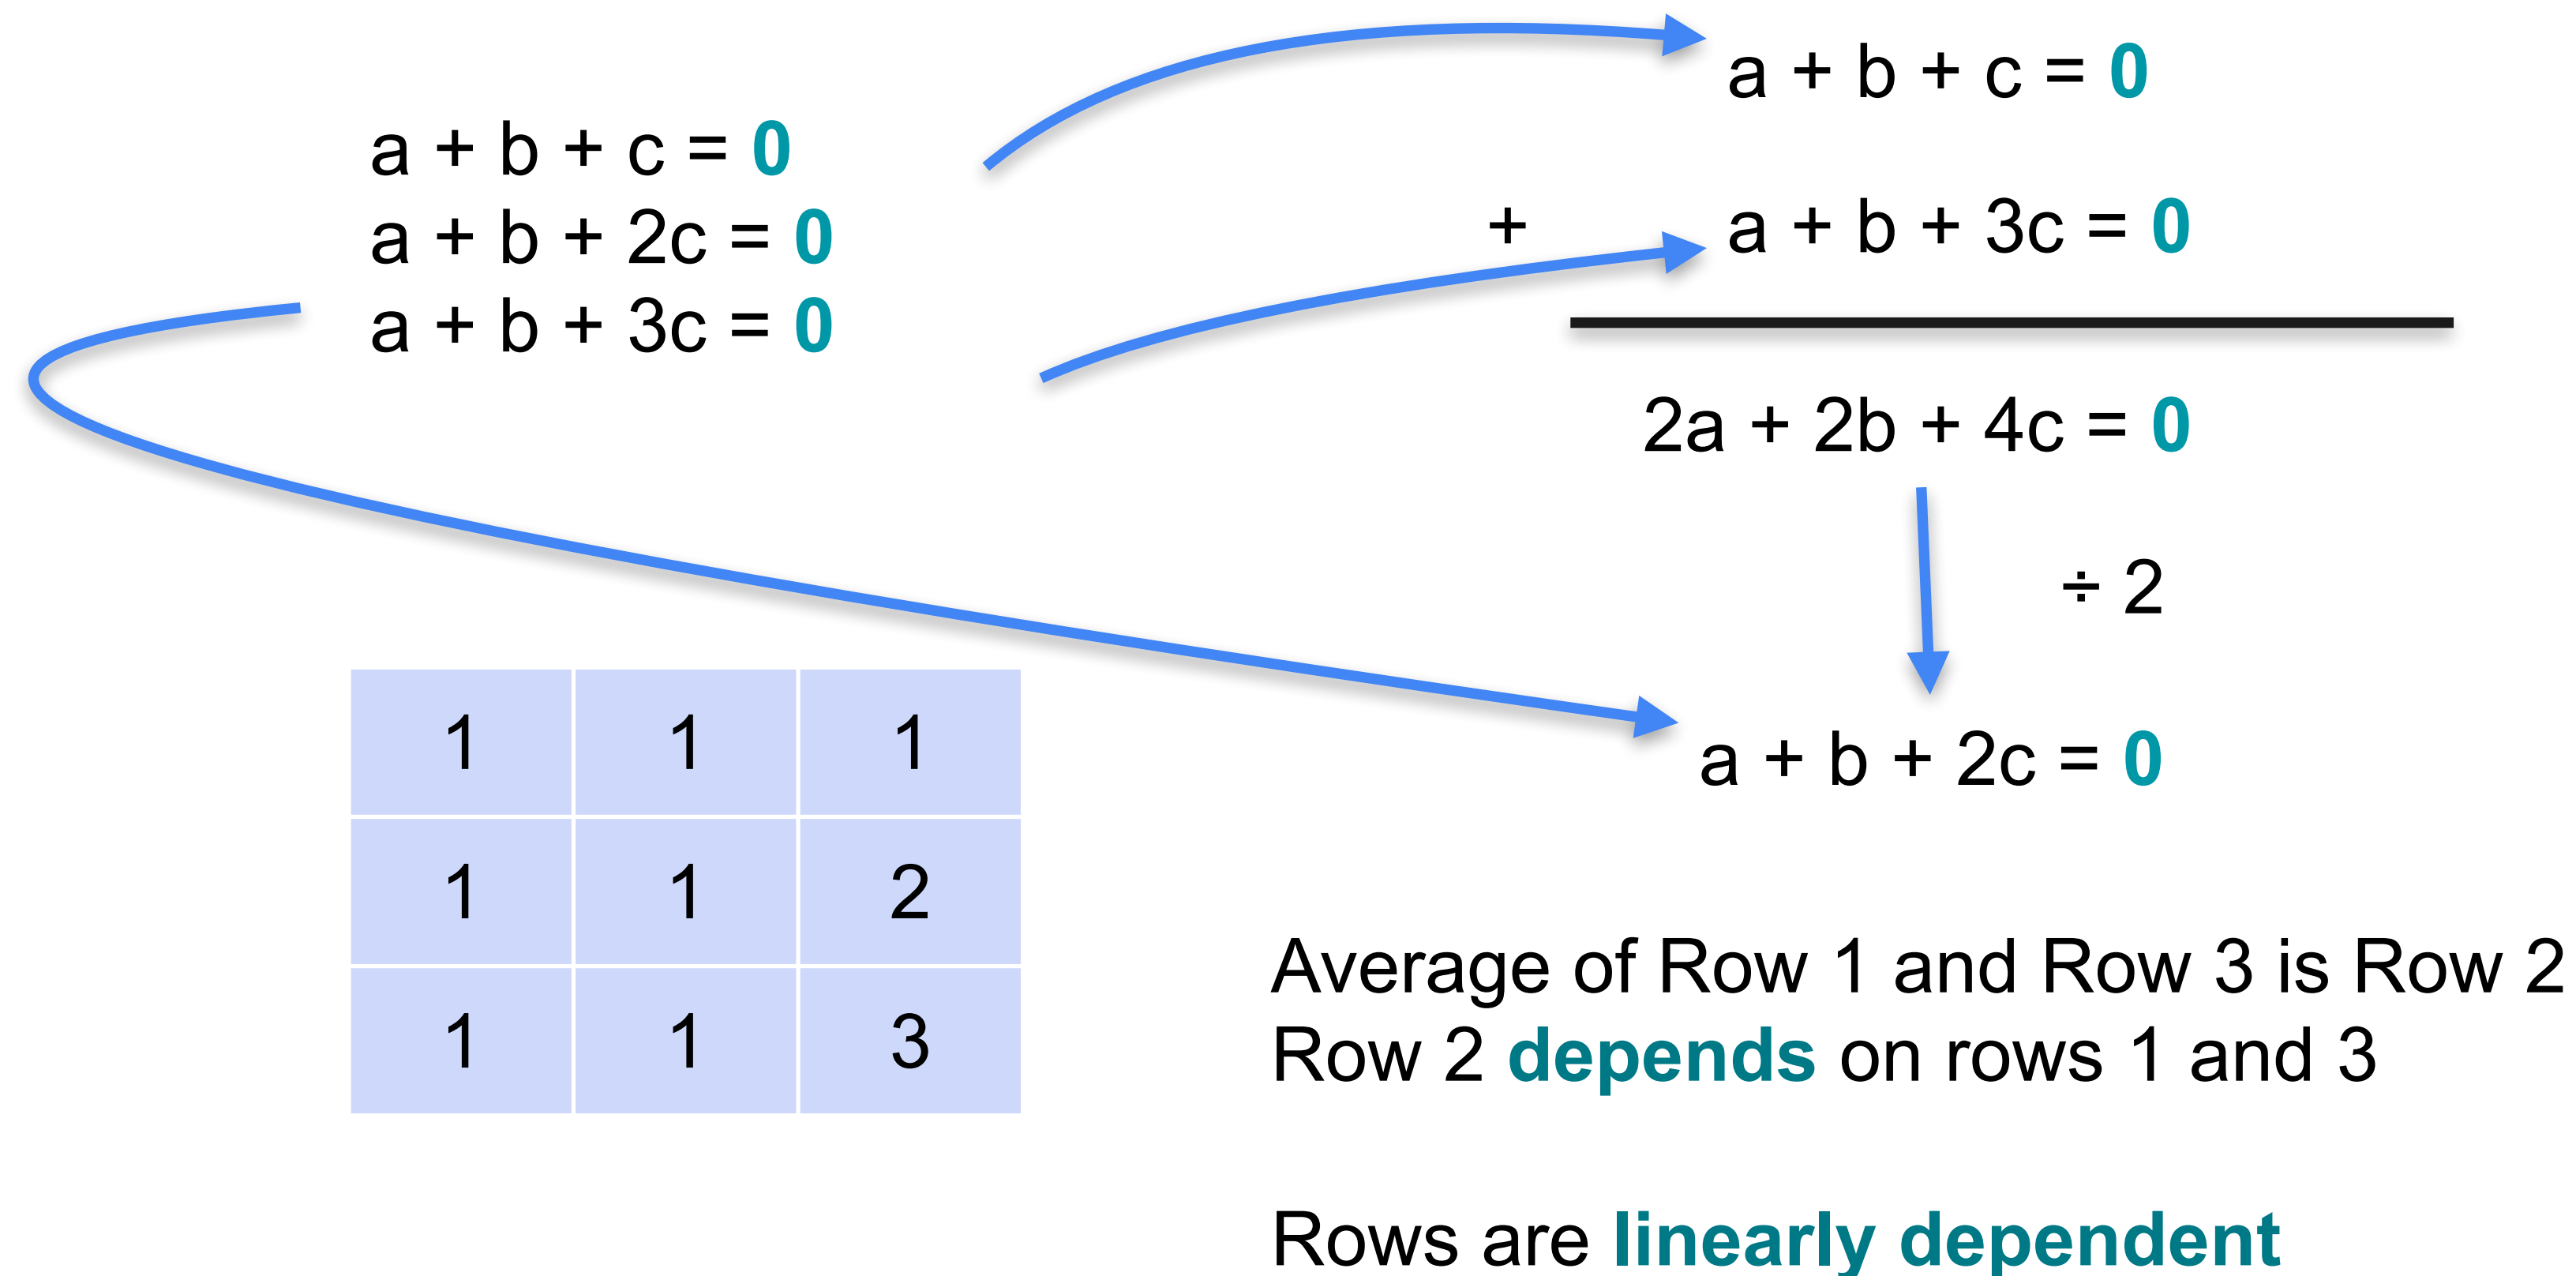 a + b + c = 0
a + b + 2c = 0
a + b + 3c = 0
a + b + c = 0
+ a + b + 3c = 0
2a + 2b + 4c = 0
÷ 2
a + b + 2c = 0
1 1 1
1 1 2
1 1 3
Average of Row 1 and Row 3 is Row 2
Row 2 depends on rows 1 and 3
Rows are linearly dependent